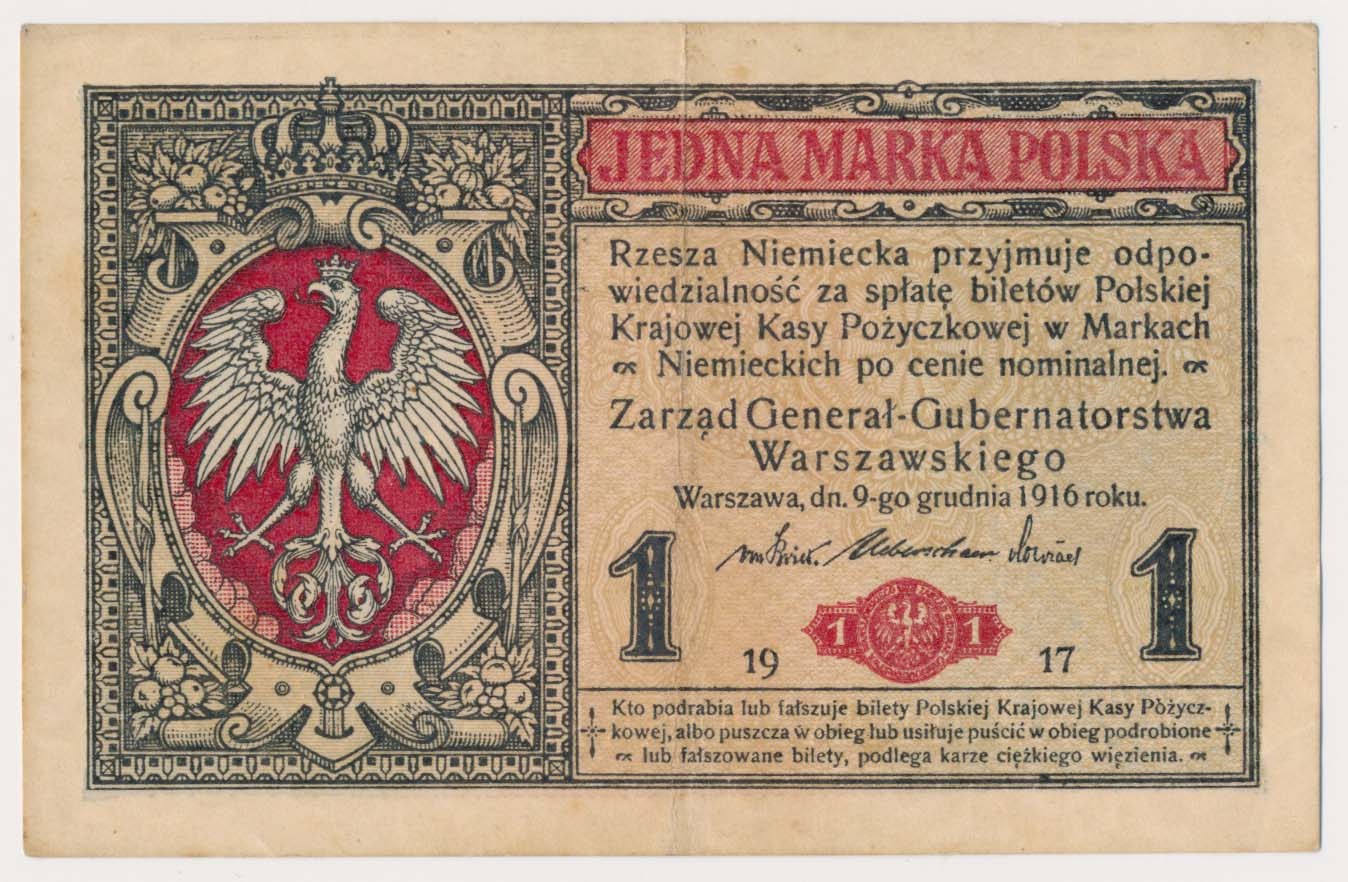 JEDNA MARKA POLSKA
Rzesza Niemiecka przyjmuje odpo-
wiedzialność za spłatę biletów Polskiej
Krajowej Kasy Pożyczkowej w Markach
Niemieckich po cenie nominalnej.
Zarząd Generał-Gubernatorstwa
Warszawskiego
Warszawa, dn. 9-go grudnia 1916 roku.
1 1
1 1
19 17
Kto podrabia lub fałszuje bilety Polskiej Krajowej Kasy Pożycz-
kowej, albo puszcza w obieg lub usiłuje puścić w obieg podrobione
lub fałszowane bilety, podlega karze ciężkiego więzienia.